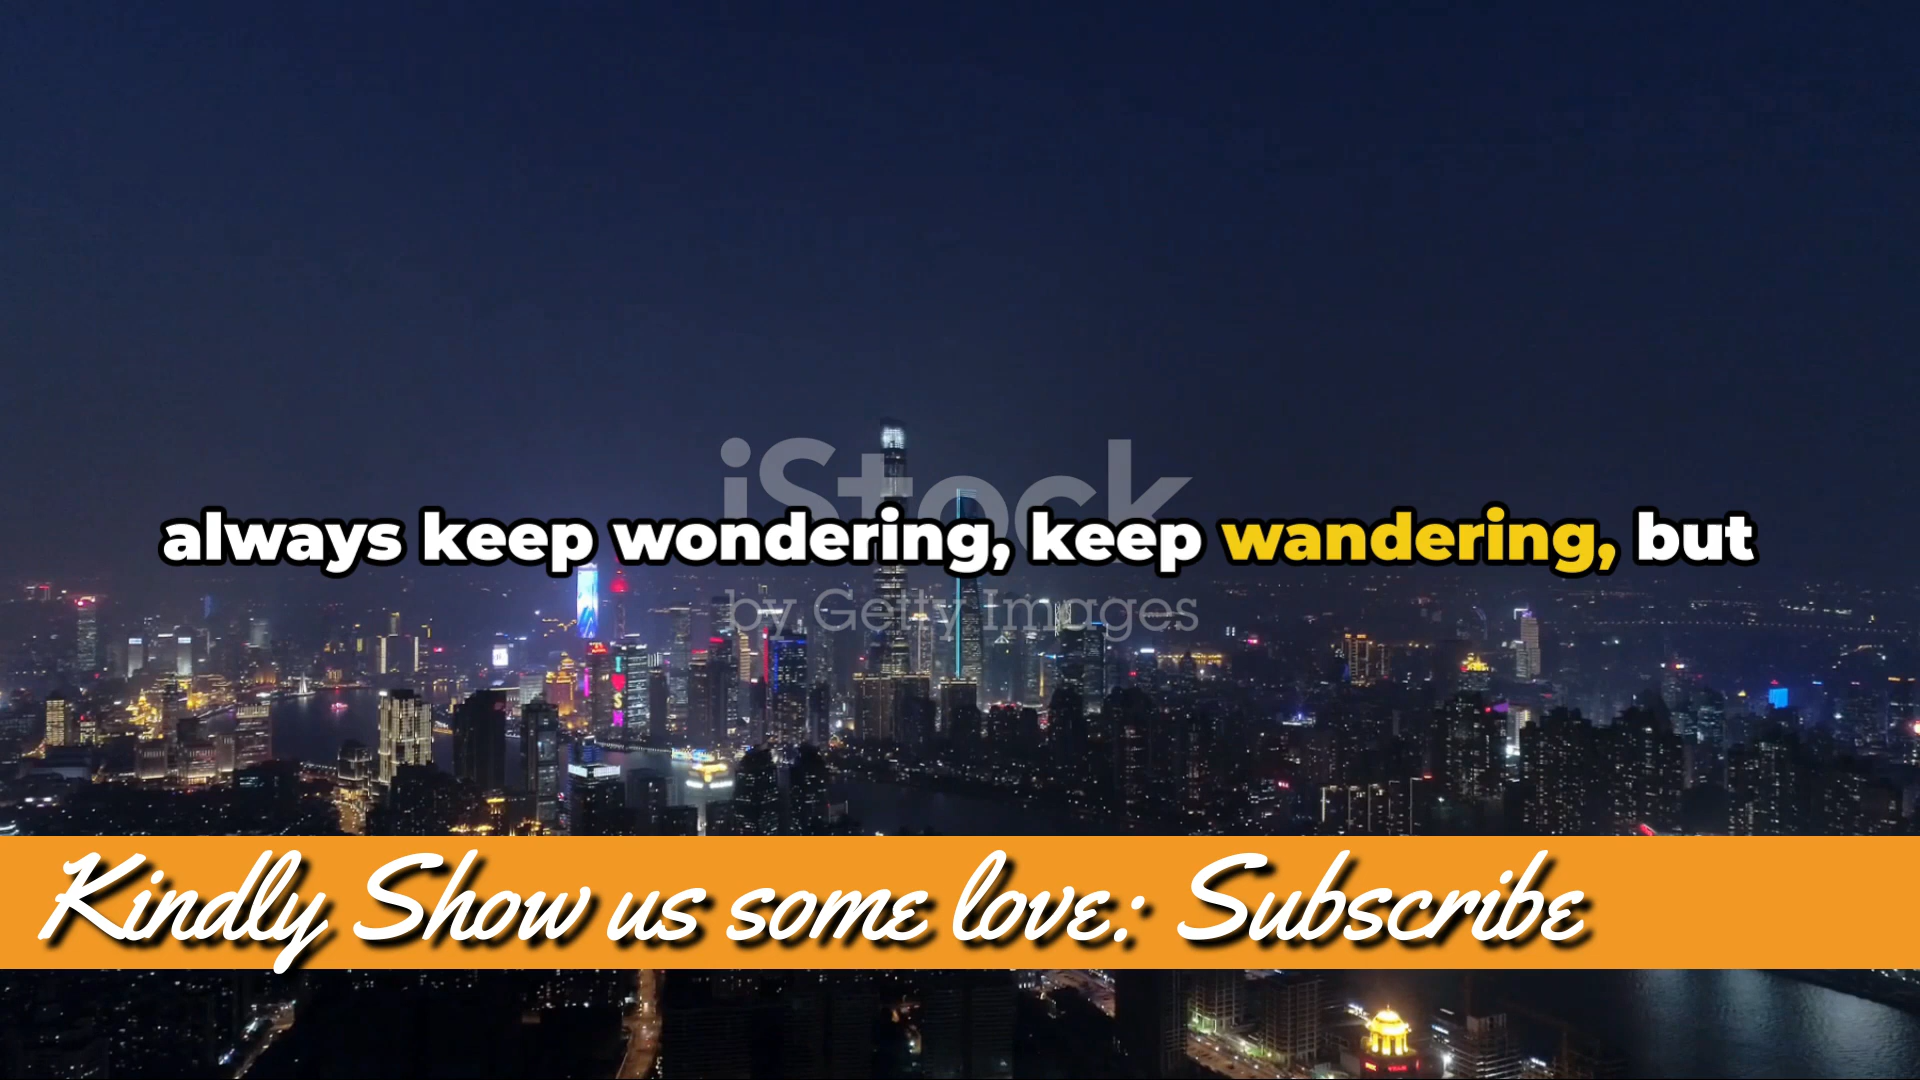 iStock
always keep wondering, keep wandering, but
by Getty Images
Kindly Show us some love: Subscribe